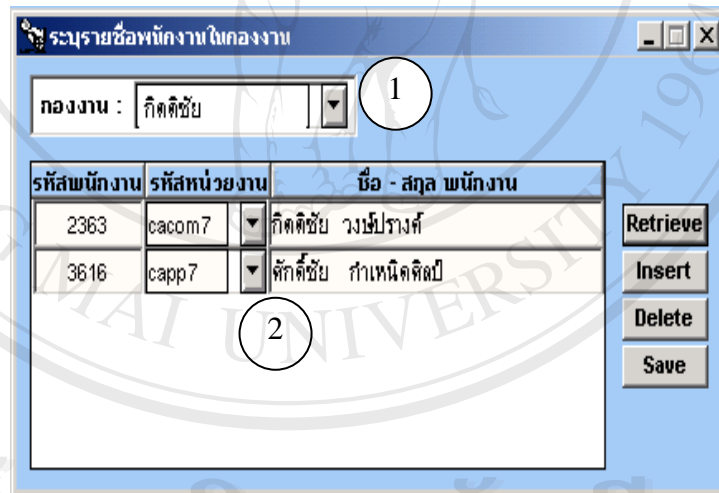 ระบุรายชื่อพนักงานในกองงาน
กองงาน : กิตติชัย
1
รหัสพนักงาน รหัสหน่วยงาน ชื่อ - สกุล พนักงาน
2363 cacom7 กิตติชัย วงษ์ปรางค์
3616 capp7 ศักดิ์ชัย กำเหนิดศิลป์
2
Retrieve
Insert
Delete
Save
MAI UNIVERSITY 196